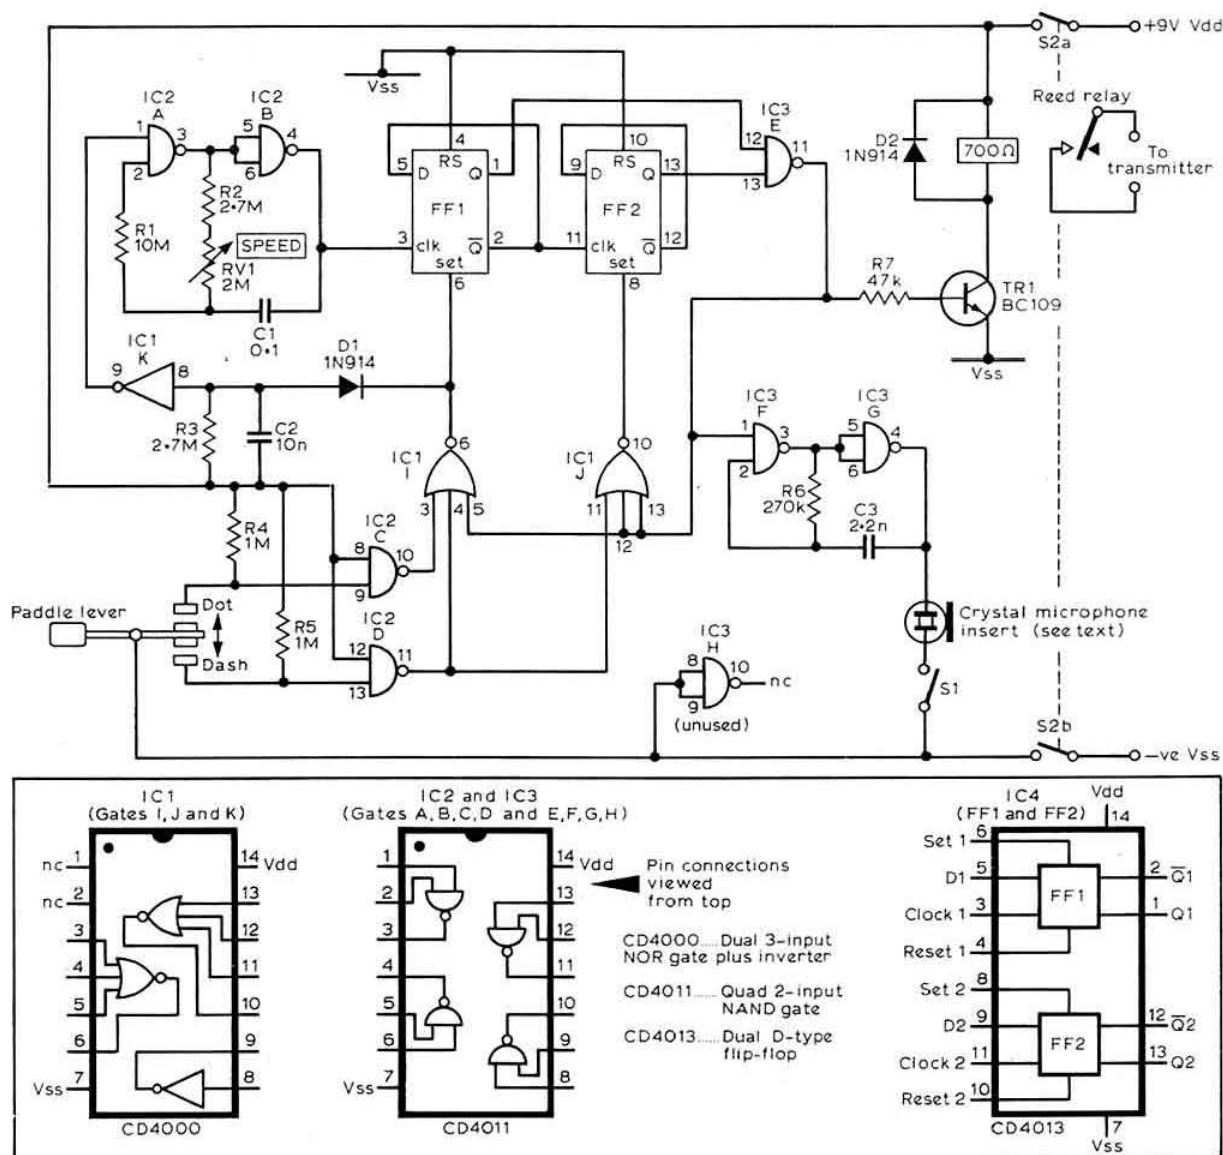 S2a
+9V Vdd
Vss
IC2
A
IC2
B
1
2
3
5
6
4
R1
10M
R2
2·7M
RV1
2M
SPEED
C1
0·1
4
RS
5
D
Q
1
FF1
3
clk
Q
2
set
6
10
RS
9
D
Q
13
FF2
11
clk
Q
12
set
8
IC3
E
12
13
11
D2
1N914
700Ω
Reed relay
To
transmitter
R7
47k
TR1
BC109
Vss
IC1
K
9
8
D1
1N914
R3
2·7M
C2
10n
6
IC1
I
3
4
5
10
IC1
J
11
12
13
IC3
F
1
2
3
IC3
G
5
6
4
R6
270k
C3
2·2n
R4
1M
IC2
C
8
9
10
Paddle lever
Dot
Dash
R5
1M
IC2
D
12
13
11
IC3
H
8
9
10
nc
(unused)
Crystal microphone
insert (see text)
S1
S2b
-ve Vss
IC1
(Gates I,J and K)
nc 1
nc 2
3
4
5
6
Vss 7
14 Vdd
13
12
11
10
9
8
CD4000
IC2 and IC3
(Gates A,B,C,D and E,F,G,H)
1
2
3
4
5
6
Vss 7
14 Vdd
13
12
11
10
9
8
CD4011
Pin connections
viewed
from top
CD4000.....Dual 3-input
NOR gate plus inverter
CD4011......Quad 2-input
NAND gate
CD4013.....Dual D-type
flip-flop
IC4
(FF1 and FF2)
Vdd
14
Set 1 6
D1 5
Clock 1 3
Reset 1 4
Set 2 8
D2 9
Clock 2 11
Reset 2 10
FF1
FF2
2 Q1
1 Q1
12 Q2
13 Q2
CD4013
7
Vss